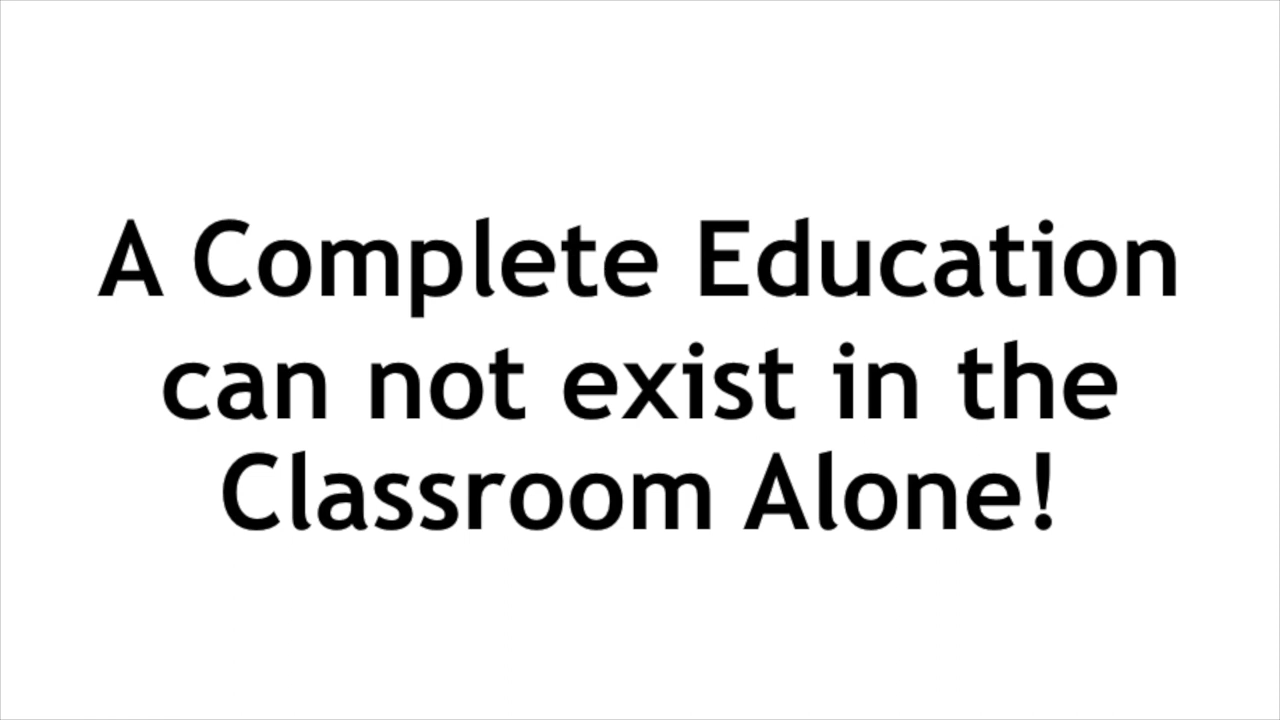 A Complete Education
can not exist in the
Classroom Alone!